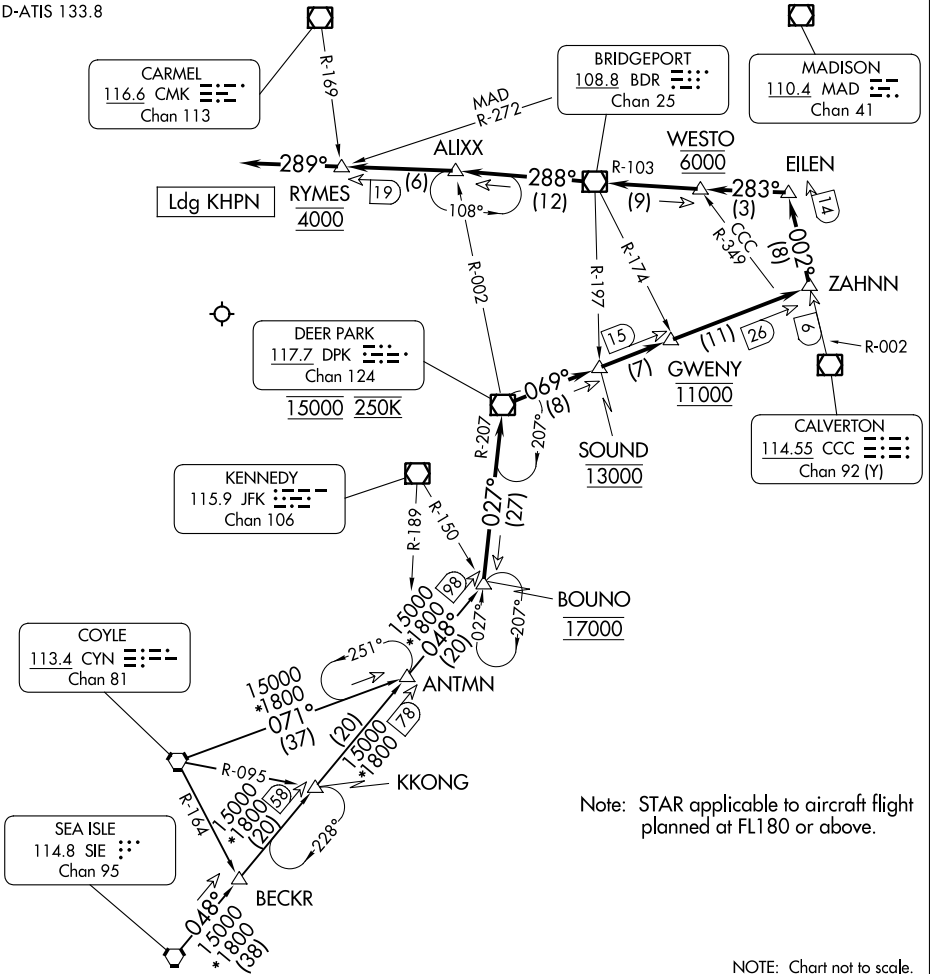 D-ATIS 133.8
CARMEL
116.6 CMK
Chan 113
R-169
MAD
R-272
BRIDGEPORT
108.8 BDR
Chan 25
MADISON
110.4 MAD
Chan 41
WESTO
6000
EJLEN
ALIXX
R-103
289°
RYMES
4000
19
(6)
288°
(12)
(9)
283°
(3)
14
Ldg KHPN
108°
CCC
R-349
002°
(8)
R-002
R-197
R-174
ZAHNN
DEER PARK
117.7 DPK
Chan 124
15000 250K
15
(11)
26
9
R-002
069°
(8)
(7)
GWENY
11000
R-207
207°
SOUND
13000
CALVERTON
114.55 CCC
Chan 92 (Y)
KENNEDY
115.9 JFK
Chan 106
R-189
R-150
027°
(27)
98
BOUNO
17000
15000
*1800
048°
(20)
027°
207°
COYLE
113.4 CYN
Chan 81
251°
ANTMN
15000
*1800
071°
(37)
(20)
15000
*1800
78
R-095
KKONG
R-164
15000
*1800
(20)
58
228°
Note: STAR applicable to aircraft flight
planned at FL180 or above.
SEA ISLE
114.8 SIE
Chan 95
BECKR
048°
15000
*1800
(38)
NOTE: Chart not to scale.